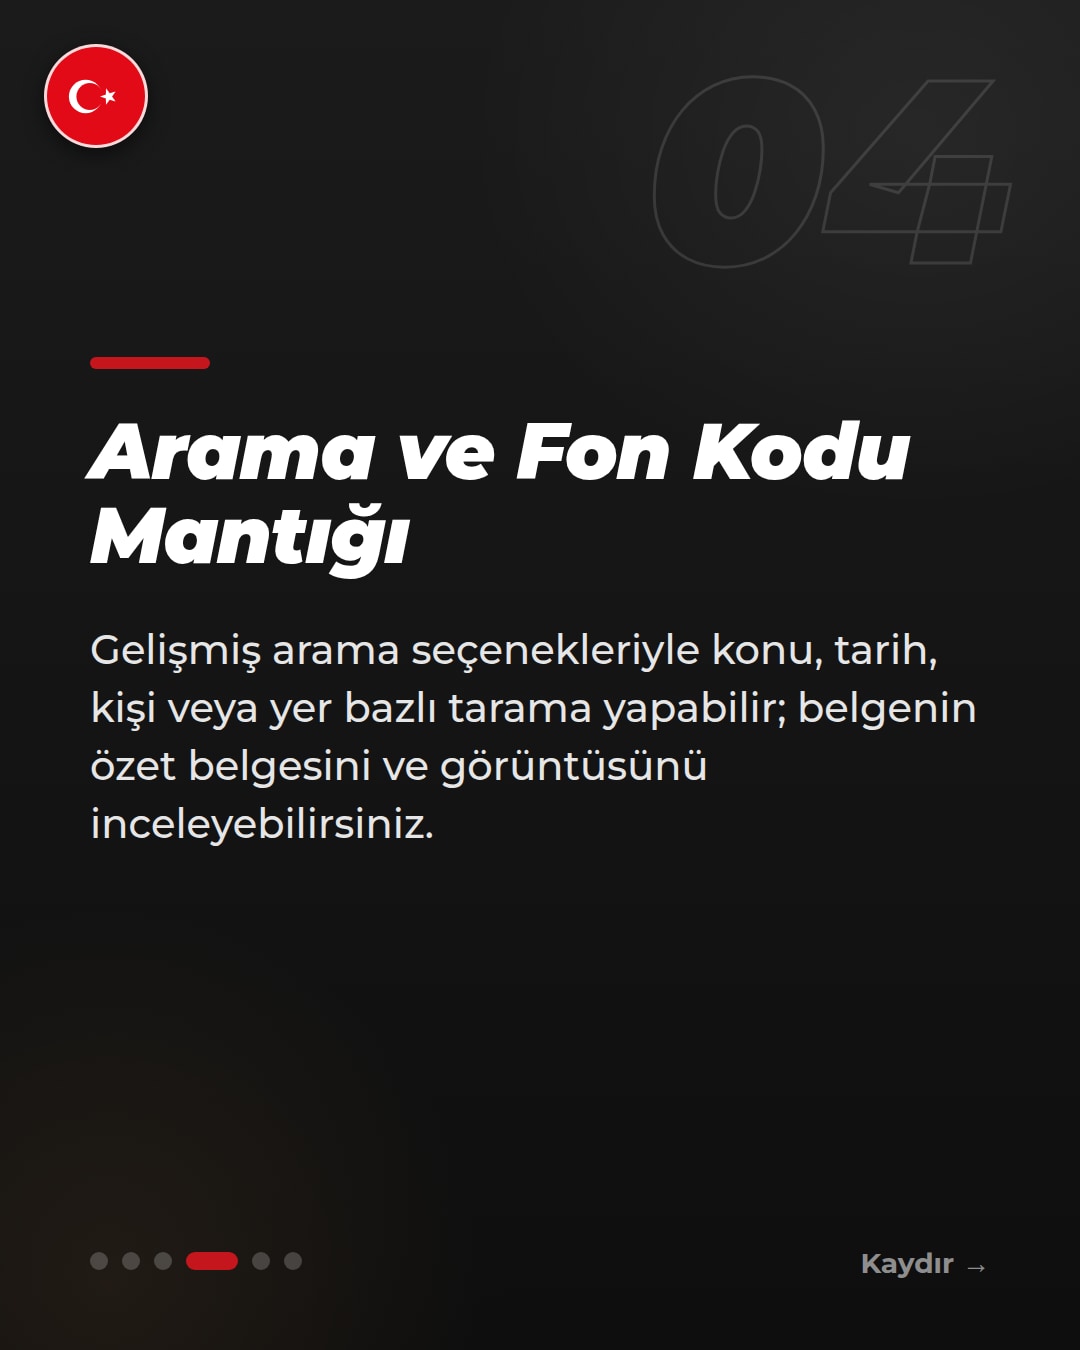 04
Arama ve Fon Kodu
Mantığı
Gelişmiş arama seçenekleriyle konu, tarih,
kişi veya yer bazlı tarama yapabilir; belgenin
özet belgesini ve görüntüsünü
inceleyebilirsiniz.
Kaydır →